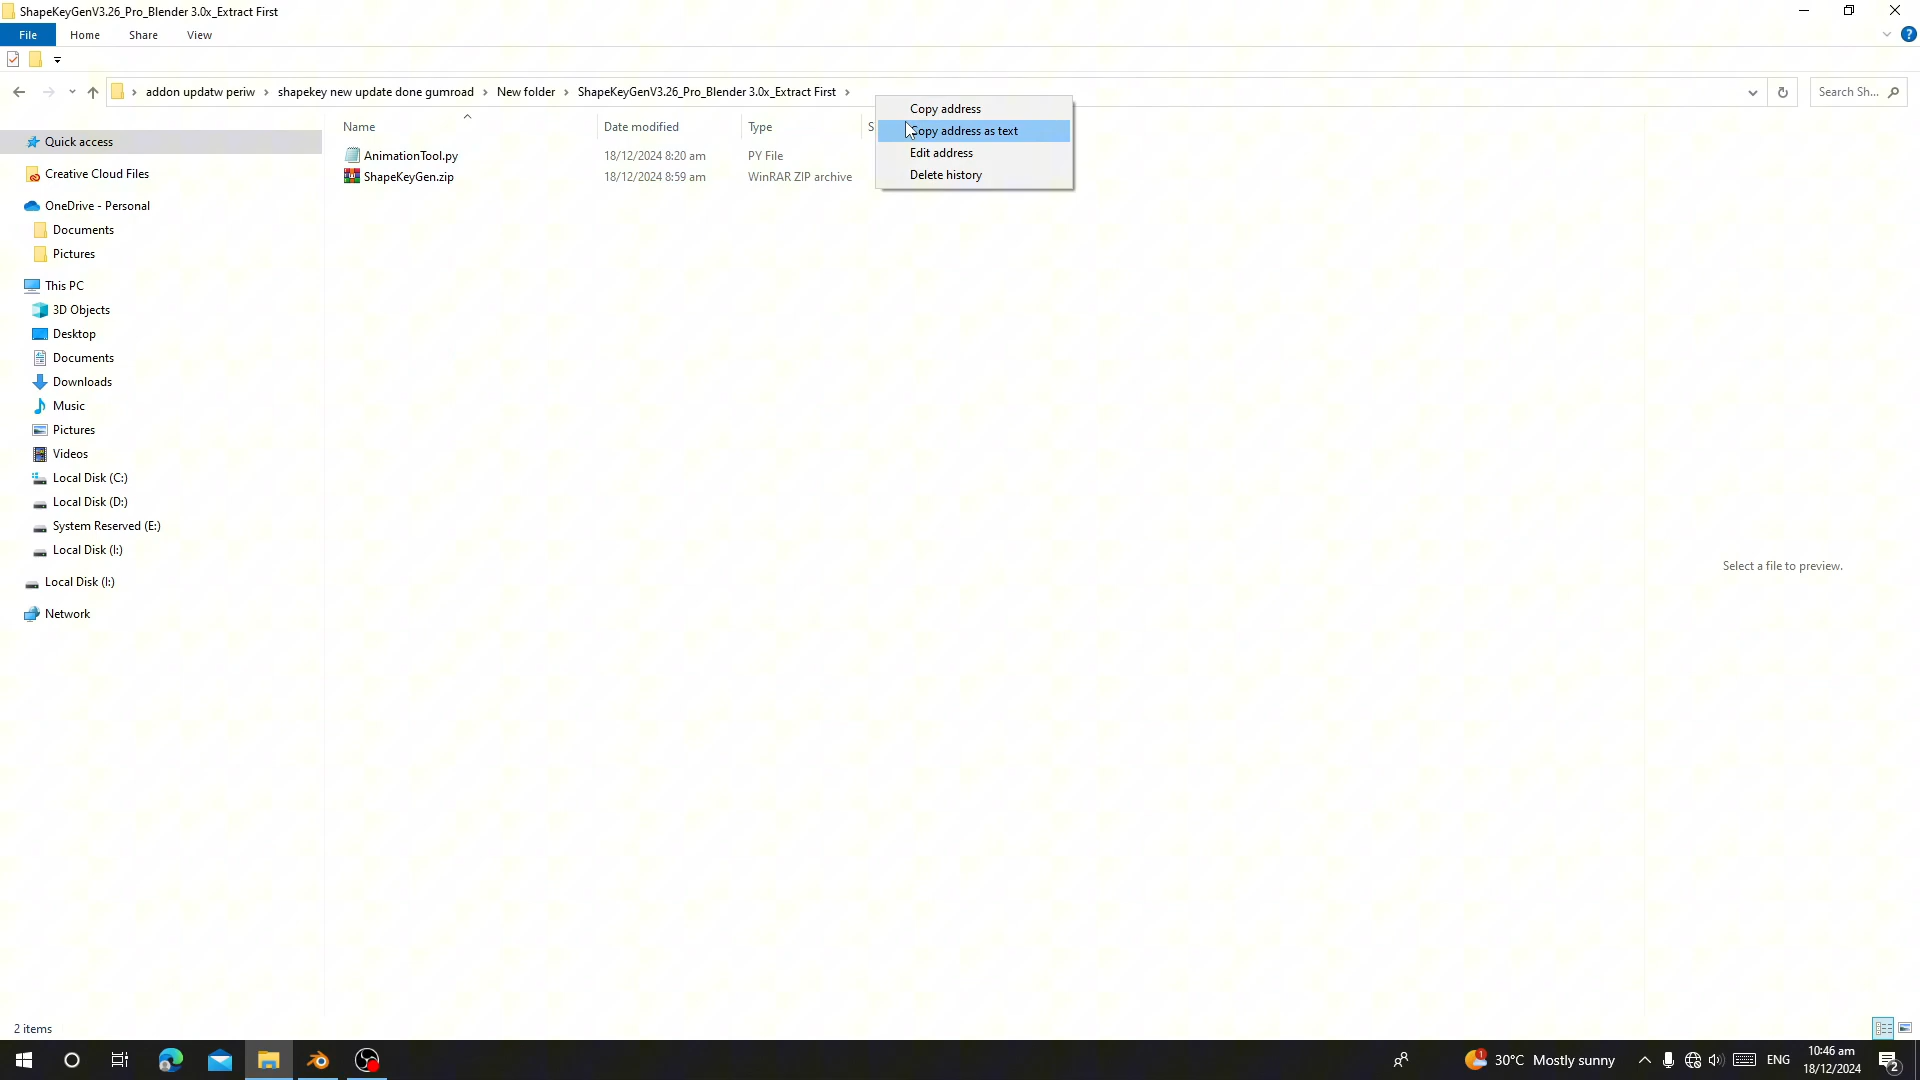 ShapeKeyGenV3.26_Pro_Blender 3.0x_Extract First
File Home Share View
addon updatw periw › shapekey new update done gumroad › New folder › ShapeKeyGenV3.26_Pro_Blender 3.0x_Extract First ›
Search Sh...
Copy address
Copy address as text
Edit address
Delete history
Name Date modified Type S
AnimationTool.py 18/12/2024 8:20 am PY File
ShapeKeyGen.zip 18/12/2024 8:59 am WinRAR ZIP archive
Quick access
Creative Cloud Files
OneDrive - Personal
Documents
Pictures
This PC
3D Objects
Desktop
Documents
Downloads
Music
Pictures
Videos
Local Disk (C:)
Local Disk (D:)
System Reserved (E:)
Local Disk (I:)
Local Disk (I:)
Network
Select a file to preview.
2 items
1 30°C Mostly sunny ENG 10:46 am
18/12/2024
2